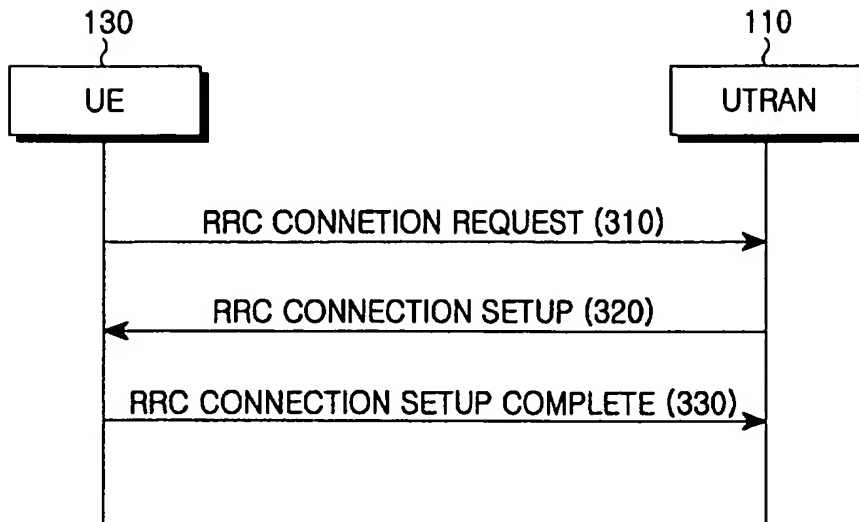 130
110
UE
UTRAN
RRC CONNETION REQUEST (310)
RRC CONNECTION SETUP (320)
RRC CONNECTION SETUP COMPLETE (330)